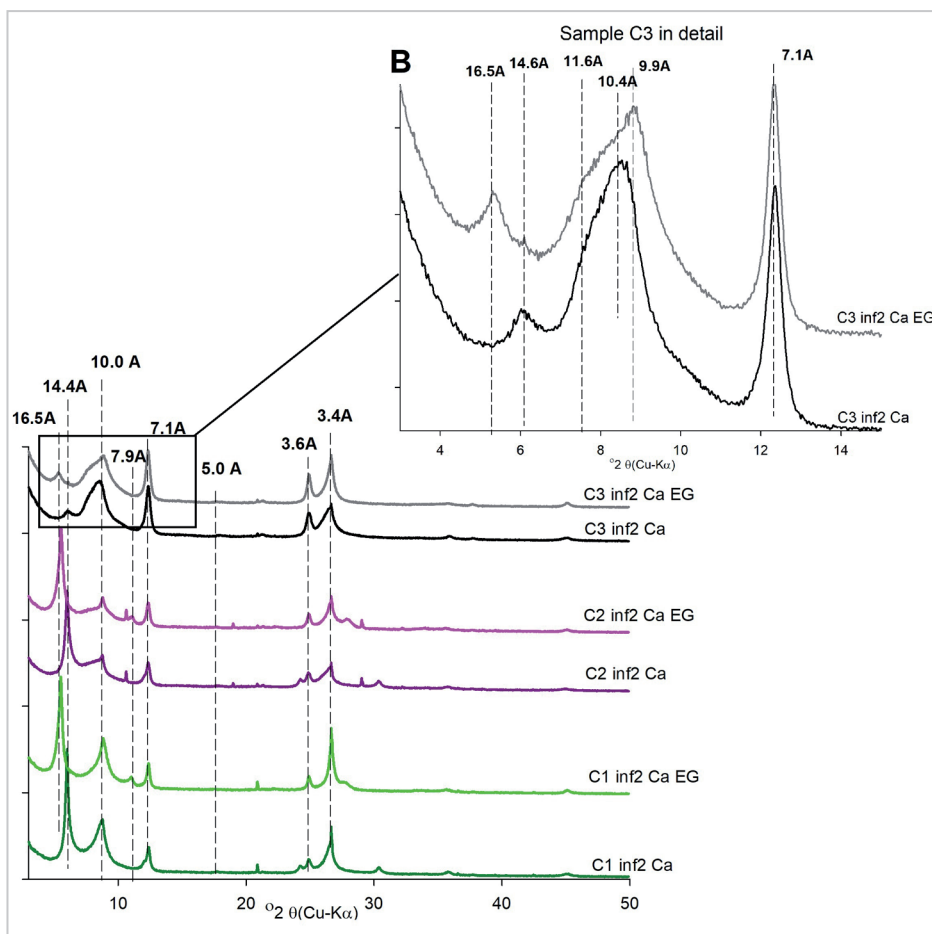 Sample C3 in detail
B
16.5A
14.6A
11.6A
10.4A
9.9A
7.1A
C3 inf2 Ca EG
C3 inf2 Ca
4
6
8
10
12
14
º2 θ(Cu-Kα)
10.0 A
14.4A
16.5A
7.9A
7.1A
5.0 A
3.6A
3.4A
C3 inf2 Ca EG
C3 inf2 Ca
C2 inf2 Ca EG
C2 inf2 Ca
C1 inf2 Ca EG
C1 inf2 Ca
10
20
30
40
50
º2 θ(Cu-Kα)